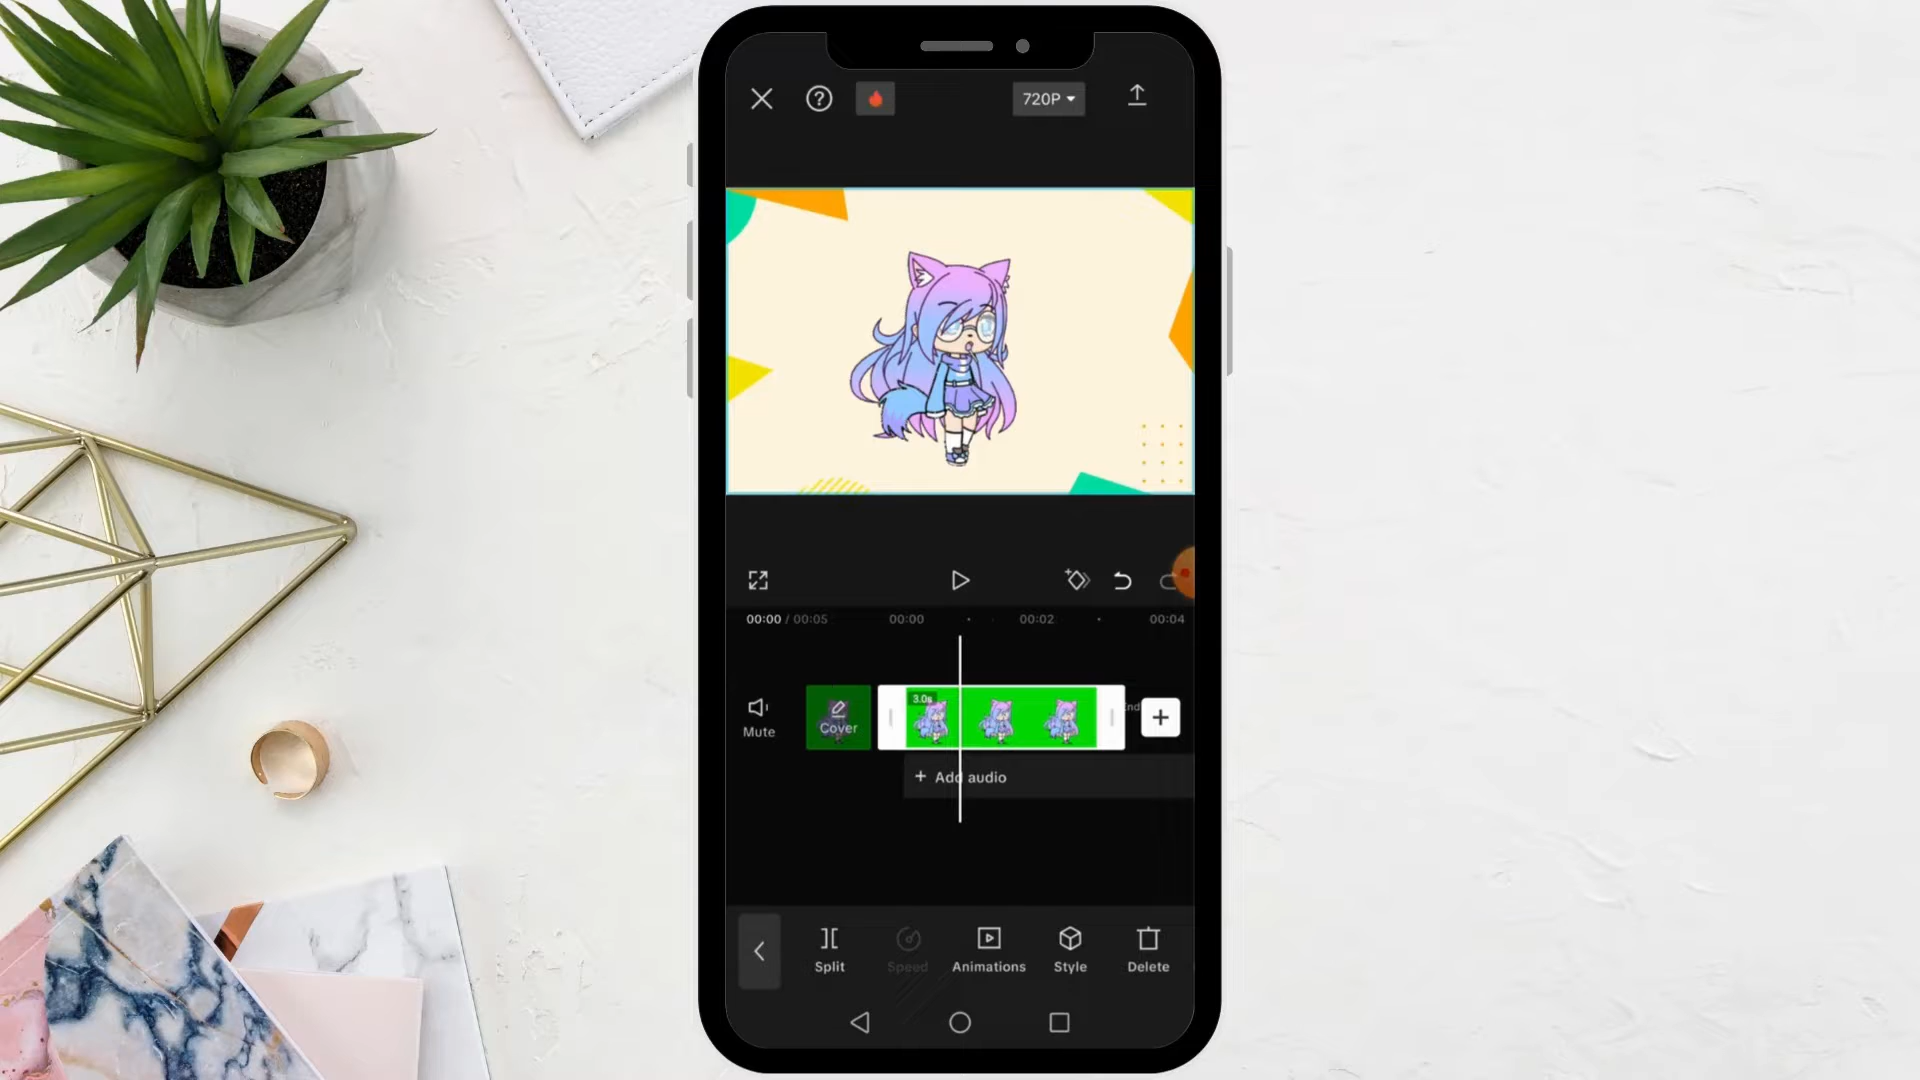 720P
00:00 / 00:05
00:00
00:02
00:04
Mute
Cover
3.0s
End
+ Add audio
Split
Speed
Animations
Style
Delete